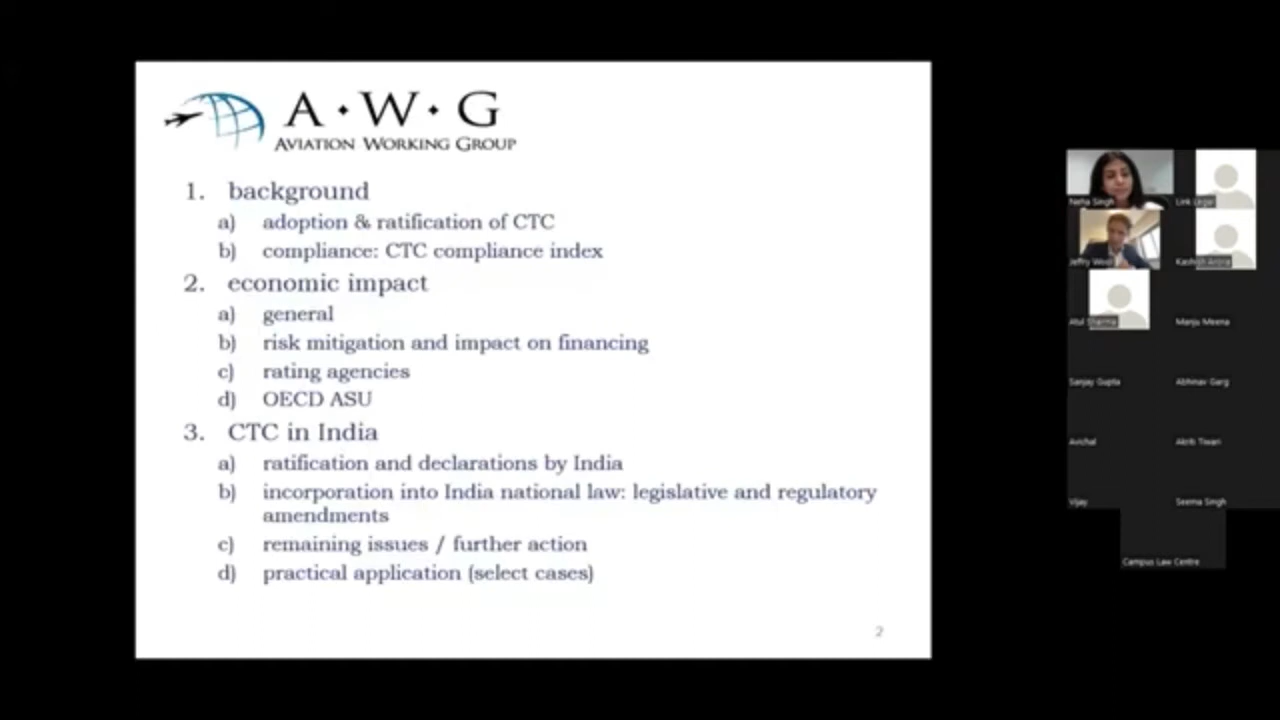 A·W·G
AVIATION WORKING GROUP
1. background
a) adoption & ratification of CTC
b) compliance: CTC compliance index
2. economic impact
a) general
b) risk mitigation and impact on financing
c) rating agencies
d) OECD ASU
3. CTC in India
a) ratification and declarations by India
b) incorporation into India national law: legislative and regulatory
amendments
c) remaining issues / further action
d) practical application (select cases)
2
Neha Singh
Link Legal
Jeffry Wool
Kashish Arora
Atul Sharma
Manju Meena
Sanjay Gupta
Abhinav Garg
Avichal
Tiwari
Vijay
Seema Singh
Campus Law Centre